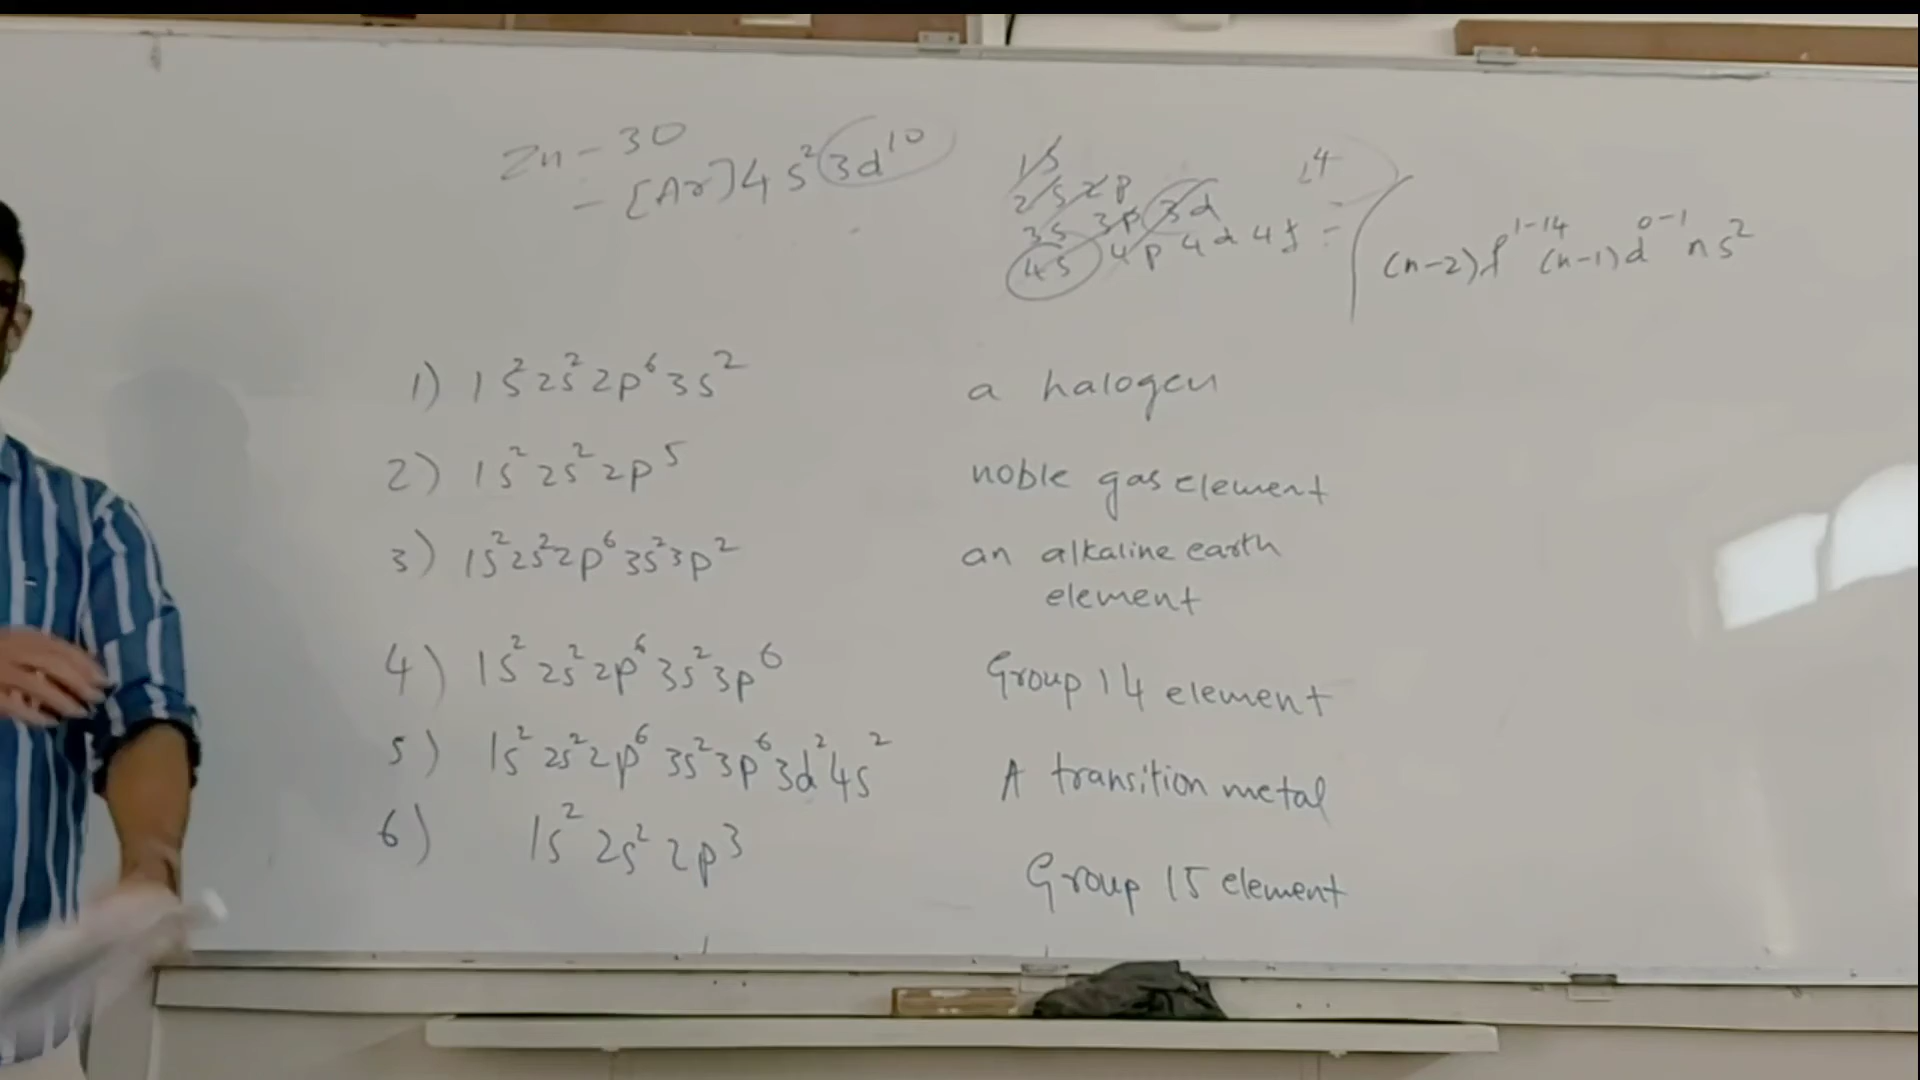 Zn - 30
- [Ar] 4s² 3d¹⁰
1s
2s 2p
3s 3p 3d
4s 4p 4d 4f
14
(n-2)f¹⁻¹⁴ (n-1)d⁰⁻¹ ns²
1) 1s² 2s² 2p⁶ 3s² a halogen
2) 1s² 2s² 2p⁵ noble gas element
3) 1s² 2s² 2p⁶ 3s² 3p² an alkaline earth
element
4) 1s² 2s² 2p⁶ 3s² 3p⁶ Group 14 element
5) 1s² 2s² 2p⁶ 3s² 3p⁶ 3d² 4s² A transition metal
6) 1s² 2s² 2p³ Group 15 element